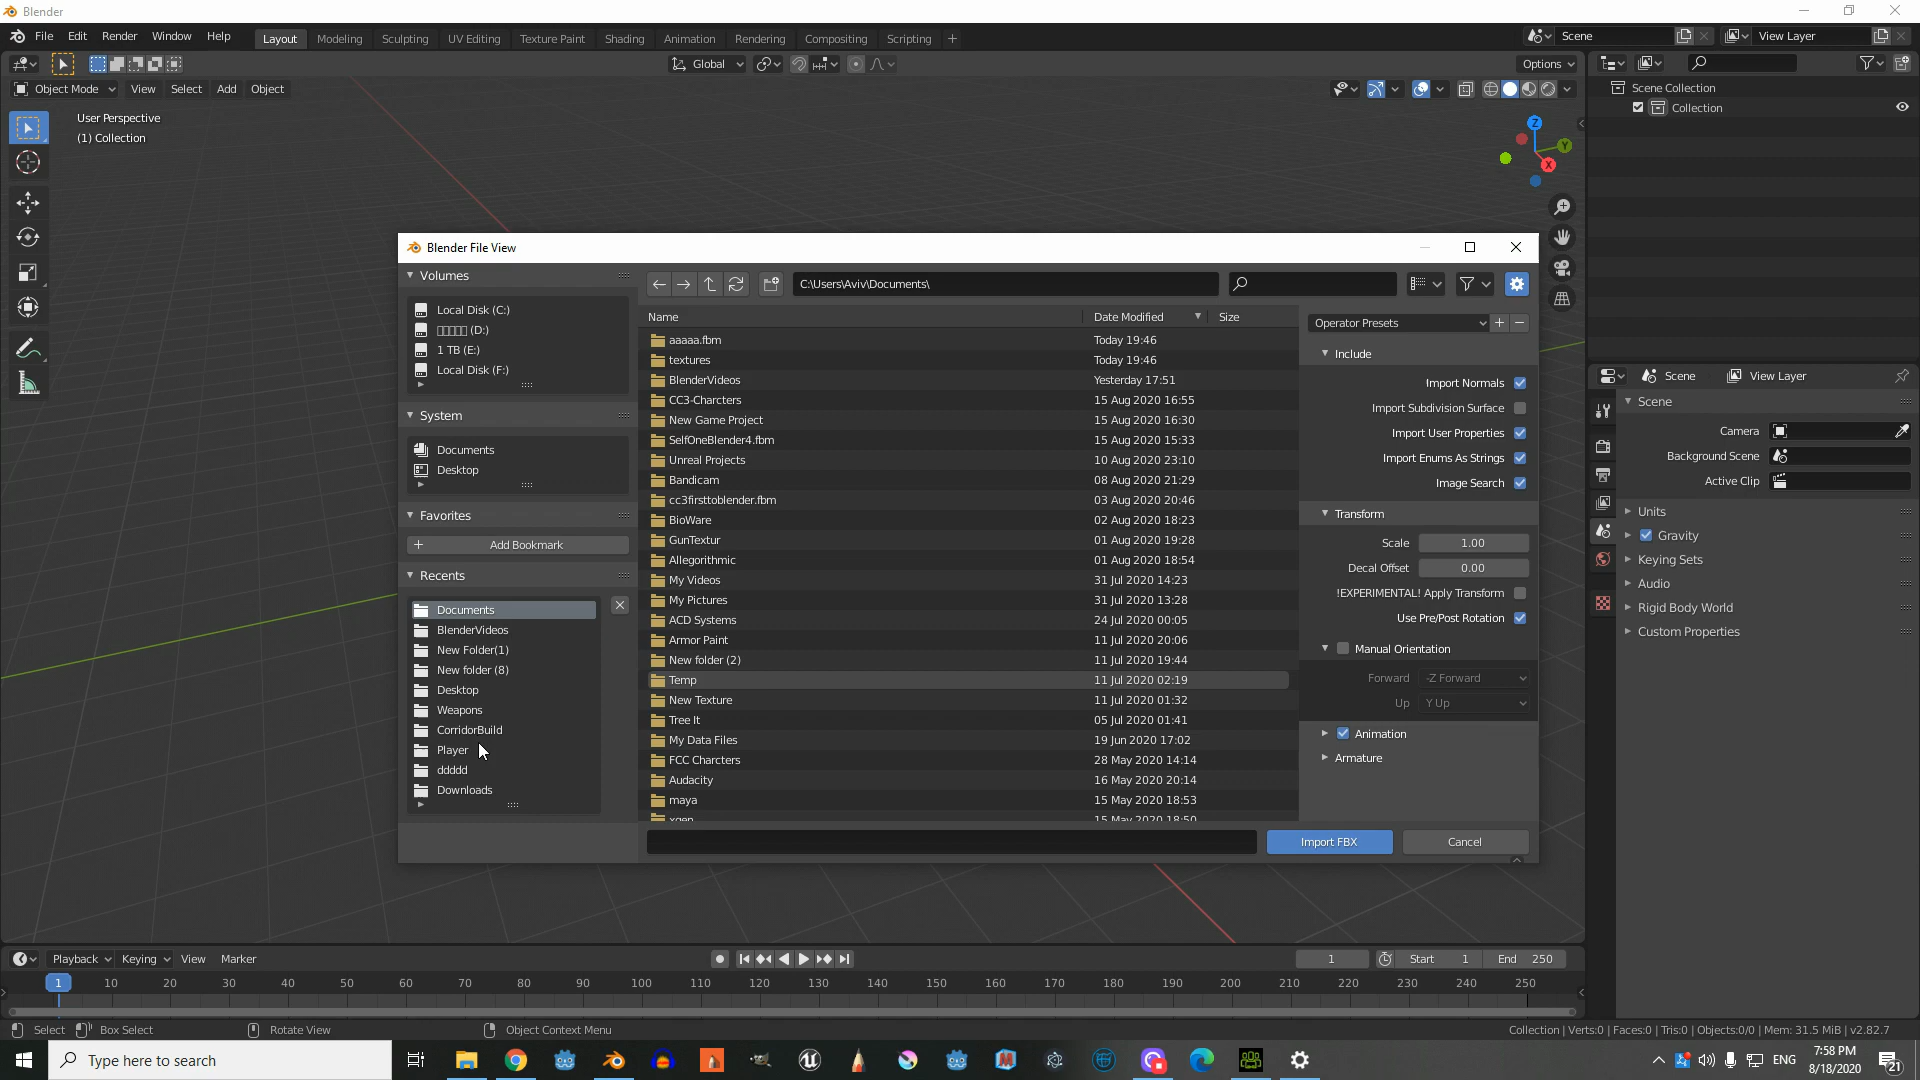 Blender
File Edit Render Window Help Layout Modeling Sculpting UV Editing Texture Paint Shading Animation Rendering Compositing Scripting + Scene View Layer
Global Options
Object Mode View Select Add Object
User Perspective
(1) Collection
Z
Y
X
Scene Collection
Collection
Blender File View
Volumes
Local Disk (C:)
(D:)
1 TB (E:)
Local Disk (F:)
System
Documents
Desktop
Favorites
Add Bookmark
Recents
Documents
BlenderVideos
New Folder(1)
New folder (8)
Desktop
Weapons
CorridorBuild
Player
ddddd
Downloads
C:\Users\Aviv\Documents\
Name Date Modified Size
aaaaa.fbm Today 19:46
textures Today 19:46
BlenderVideos Yesterday 17:51
CC3-Charcters 15 Aug 2020 16:55
New Game Project 15 Aug 2020 16:30
SelfOneBlender4.fbm 15 Aug 2020 15:33
Unreal Projects 10 Aug 2020 23:10
Bandicam 08 Aug 2020 21:29
cc3firsttoblender.fbm 03 Aug 2020 20:46
BioWare 02 Aug 2020 18:23
GunTextur 01 Aug 2020 19:28
Allegorithmic 01 Aug 2020 18:54
My Videos 31 Jul 2020 14:23
My Pictures 31 Jul 2020 13:28
ACD Systems 24 Jul 2020 00:05
Armor Paint 11 Jul 2020 20:06
New folder (2) 11 Jul 2020 19:44
Temp 11 Jul 2020 02:19
New Texture 11 Jul 2020 01:32
Tree It 05 Jul 2020 01:41
My Data Files 19 Jun 2020 17:02
FCC Charcters 28 May 2020 14:14
Audacity 16 May 2020 20:14
maya 15 May 2020 18:53
xgen 15 May 2020 18:50
Operator Presets
Include
Import Normals
Import Subdivision Surface
Import User Properties
Import Enums As Strings
Image Search
Transform
Scale 1.00
Decal Offset 0.00
!EXPERIMENTAL! Apply Transform
Use Pre/Post Rotation
Manual Orientation
Forward -Z Forward
Up Y Up
Animation
Armature
Import FBX Cancel
Scene View Layer
Scene
Camera
Background Scene
Active Clip
Units
Gravity
Keying Sets
Audio
Rigid Body World
Custom Properties
Playback Keying View Marker 1 Start 1 End 250
1 10 20 30 40 50 60 70 80 90 100 110 120 130 140 150 160 170 180 190 200 210 220 230 240 250
Select Box Select Rotate View Object Context Menu Collection | Verts:0 | Faces:0 | Tris:0 | Objects:0/0 | Mem: 31.5 MiB | v2.82.7
Type here to search ENG 7:58 PM
8/18/2020 21